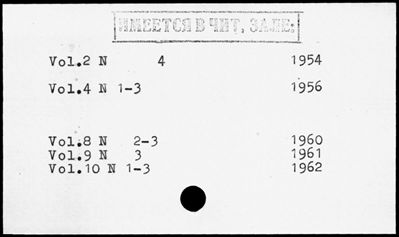 ИМЕЕТСЯ В ЧИТ, ЗАЛЕ:
Vol.2 N 4 1954
Vol.4 N 1-3 1956
Vol.8 N 2-3 1960
Vol.9 N 3 1961
Vol.10 N 1-3 1962